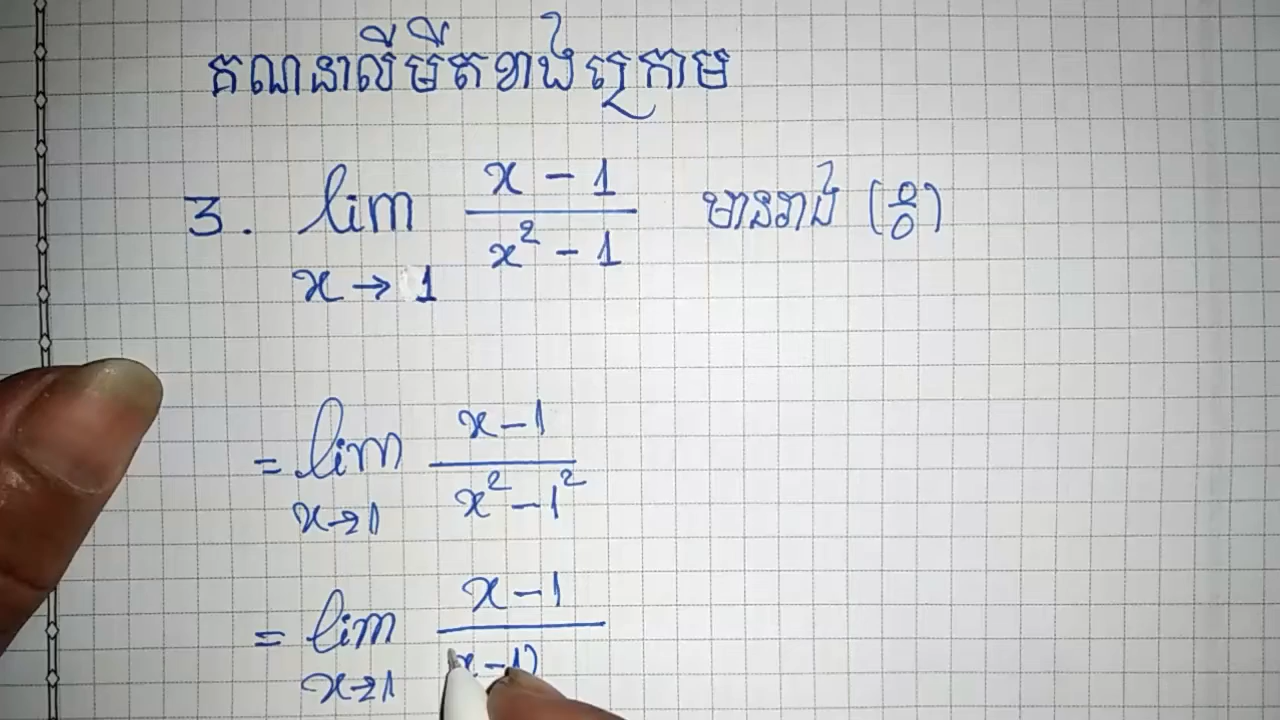 គណនាលីមីតខាងក្រោម
3. lim x - 1 / x² - 1 មានរាង (0/0)
x → 1
= lim x-1 / x² - 1²
x→1
= lim x-1 / (x-1)
x→1